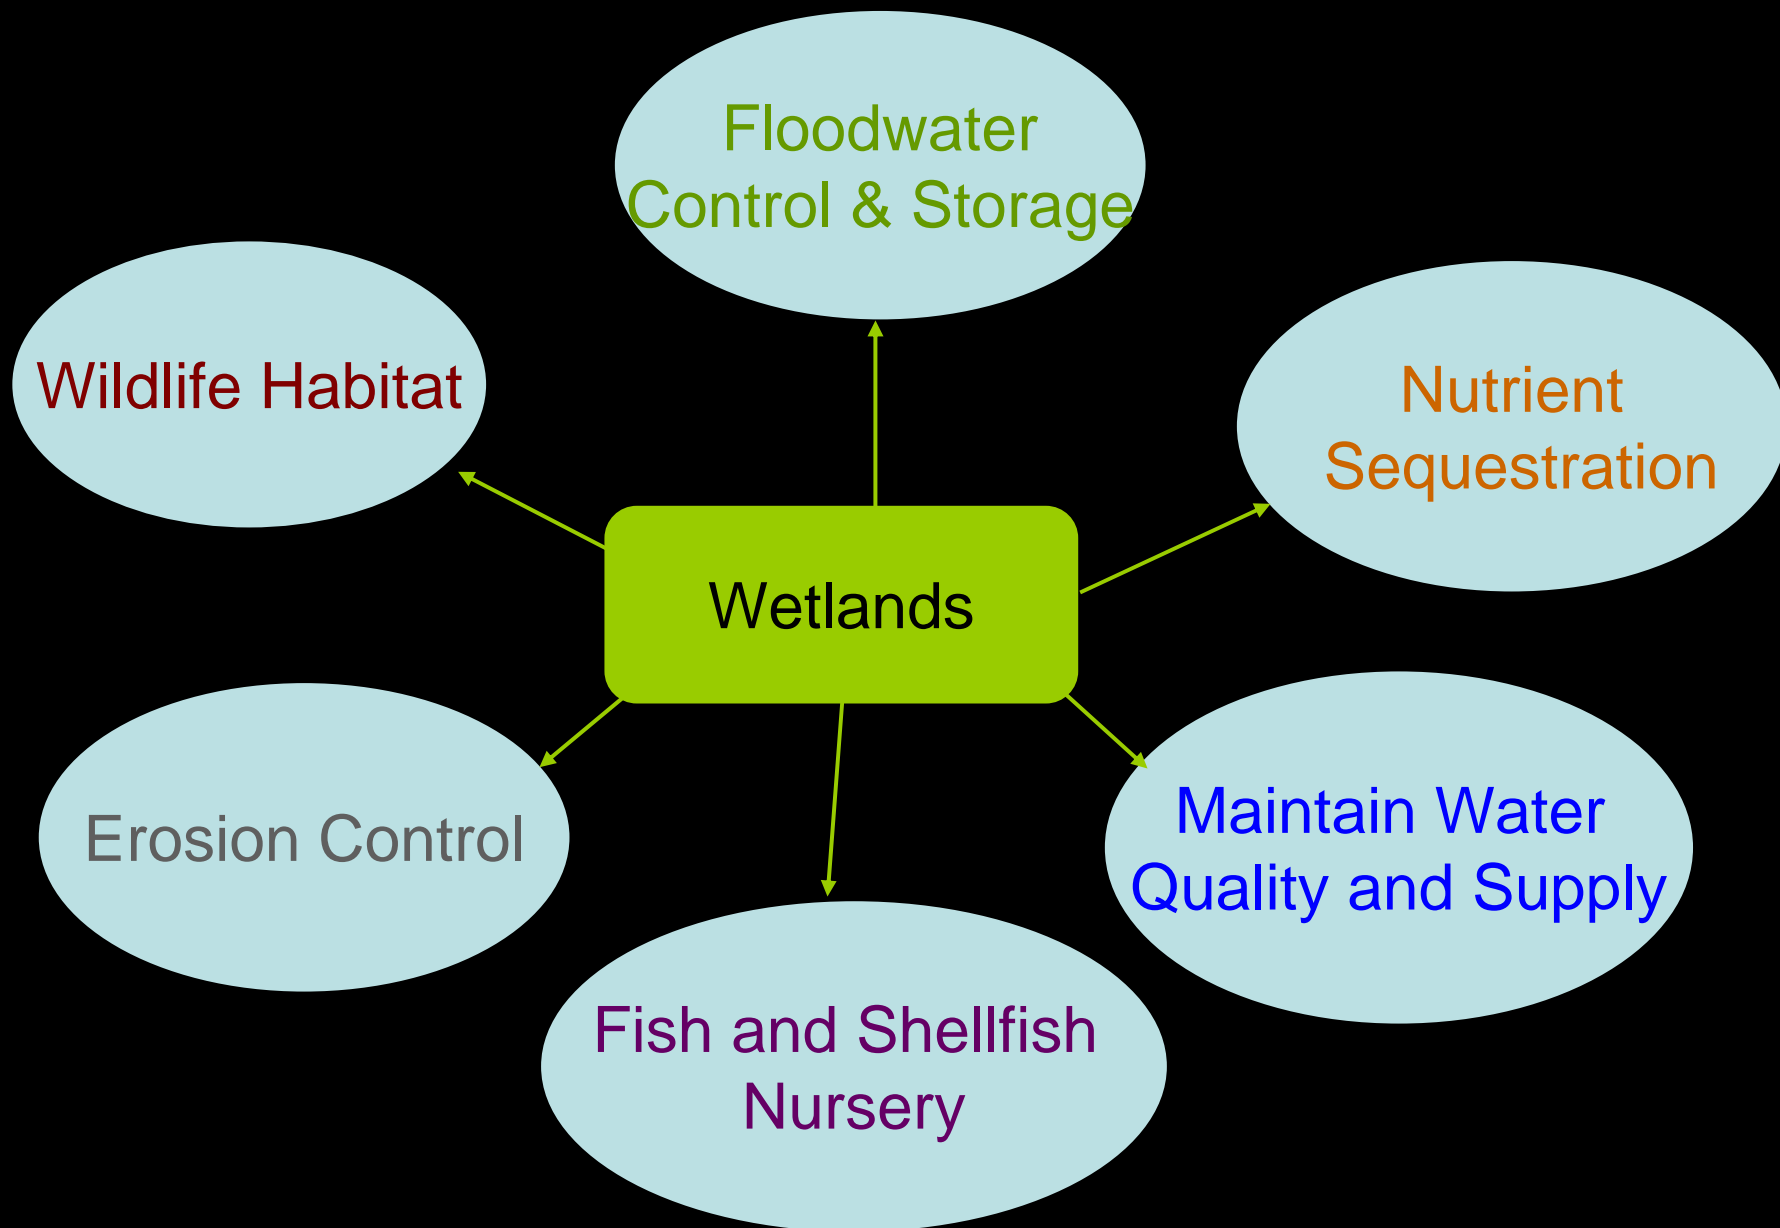 Floodwater
Control & Storage
Wildlife Habitat
Nutrient
Sequestration
Wetlands
Erosion Control
Maintain Water
Quality and Supply
Fish and Shellfish
Nursery